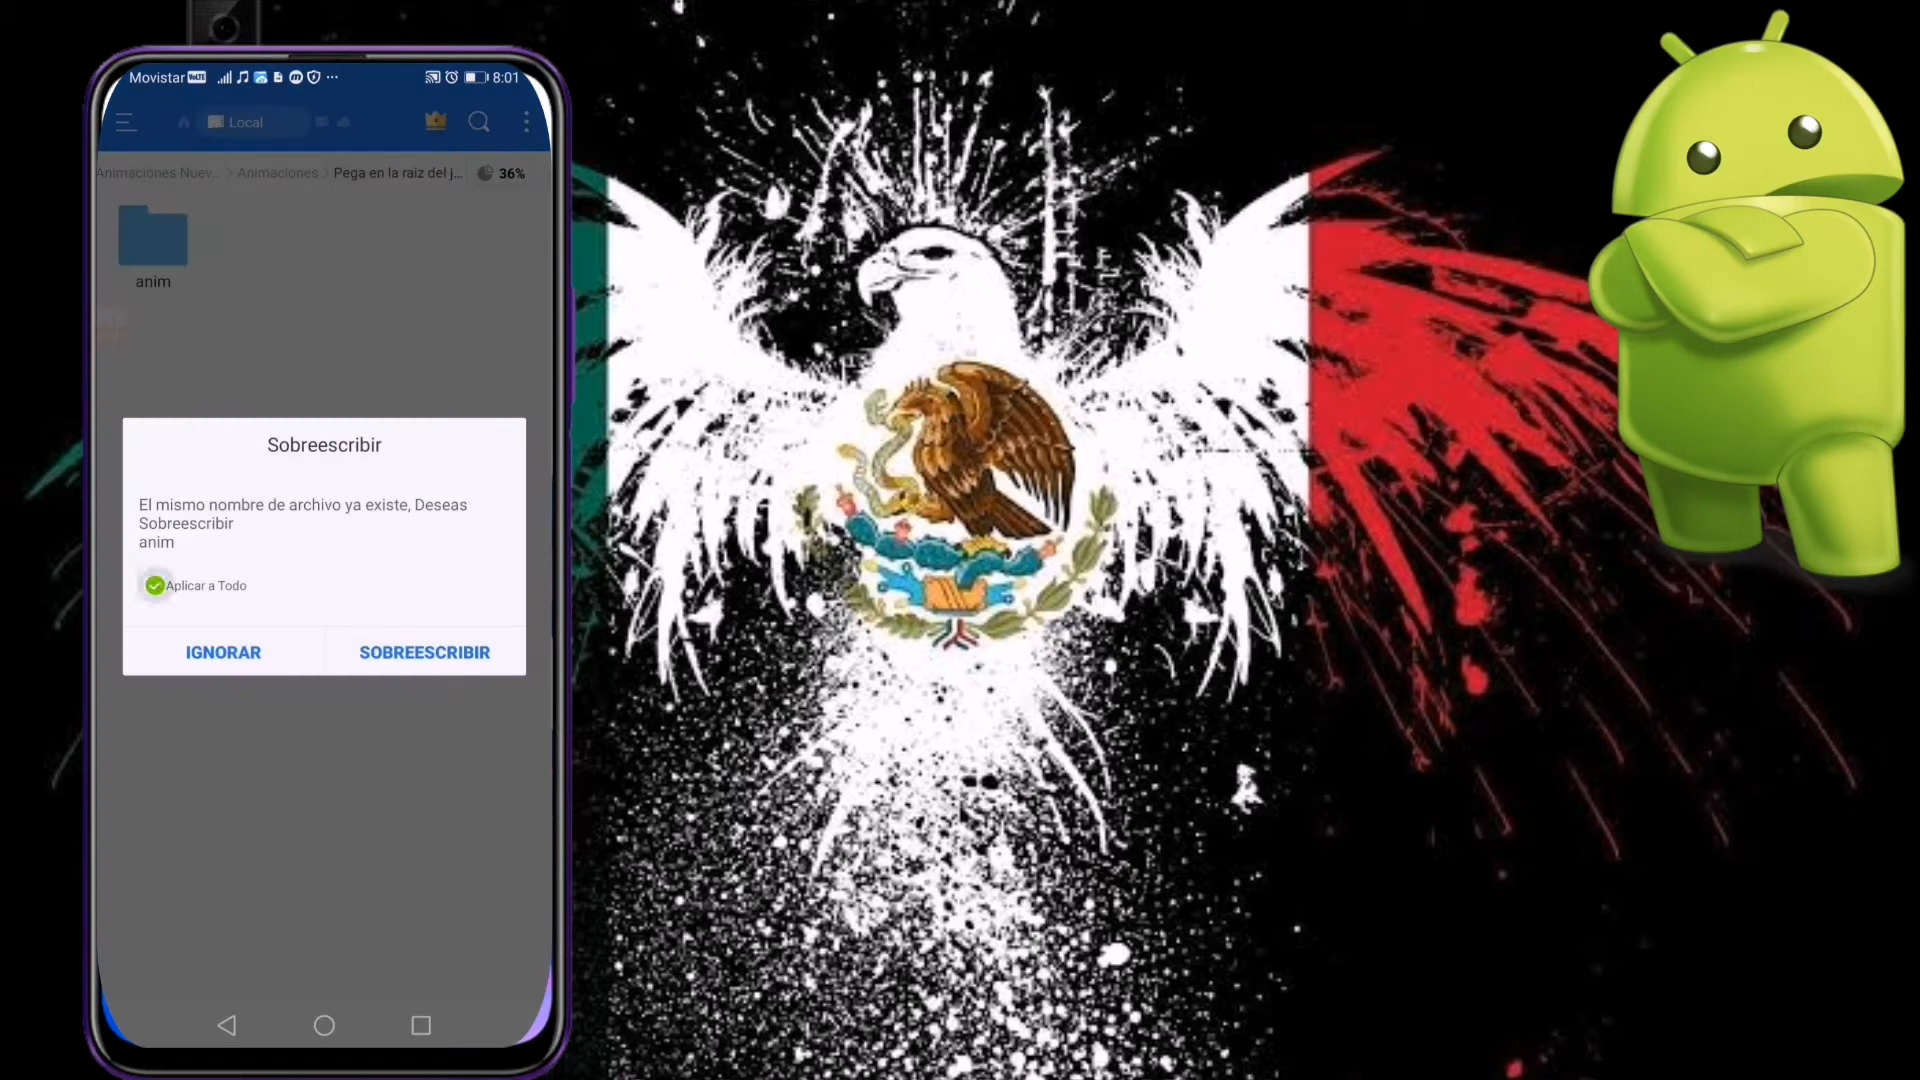 Movistar VoLTE 8:01
Local
Animaciones Nuev... Animaciones Pega en la raiz del j... 36%
anim
Sobreescribir
El mismo nombre de archivo ya existe, Deseas
Sobreescribir
anim
Aplicar a Todo
IGNORAR SOBREESCRIBIR